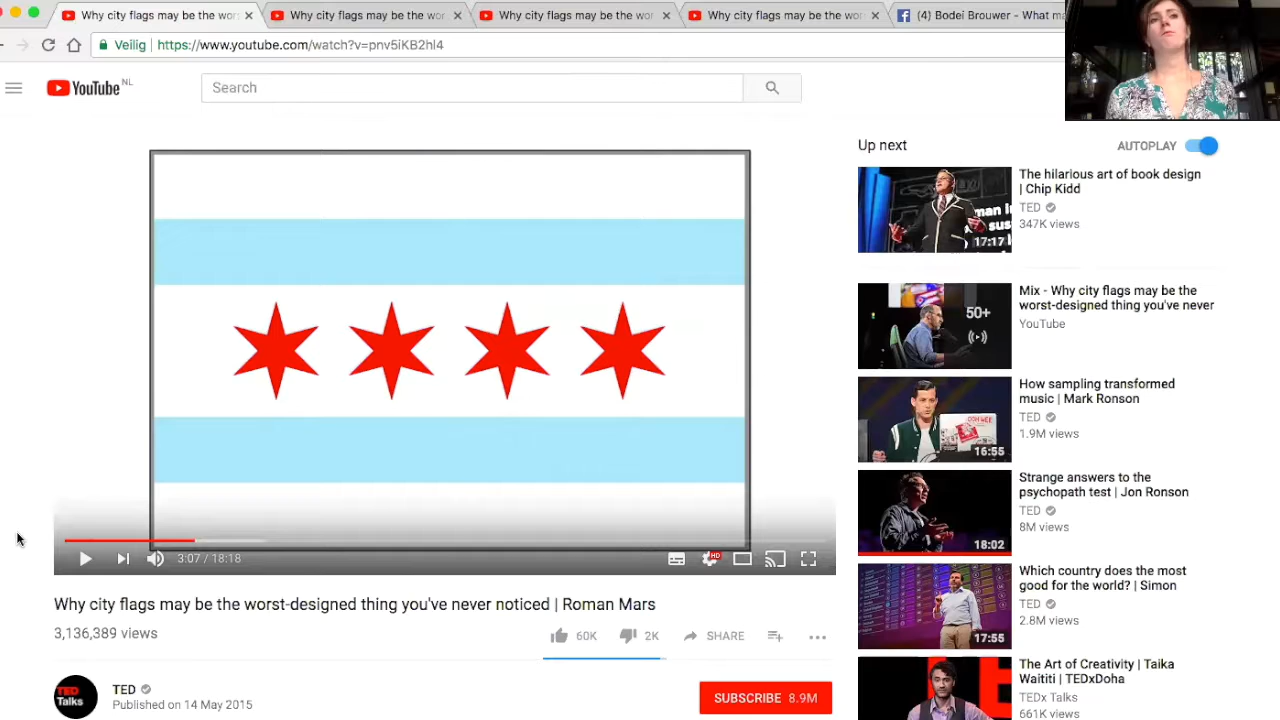 Why city flags may be the wors
Why city flags may be the wor
Why city flags may be the wo
Why city flags may be the wor
(4) Bodei Brouwer - What ma
Veilig
https://www.youtube.com/watch?v=pnv5iKB2hl4
YouTube NL
Search
Up next
AUTOPLAY
The hilarious art of book design
| Chip Kidd
TED
347K views
17:17
Mix - Why city flags may be the
worst-designed thing you've never
YouTube
50+
How sampling transformed
music | Mark Ronson
TED
1.9M views
16:55
Strange answers to the
psychopath test | Jon Ronson
TED
8M views
18:02
Which country does the most
good for the world? | Simon
TED
2.8M views
17:55
The Art of Creativity | Taika
Waititi | TEDxDoha
TEDx Talks
661K views
3:07 / 18:18
HD
Why city flags may be the worst-designed thing you've never noticed | Roman Mars
3,136,389 views
60K
2K
SHARE
TED
Talks
TED
Published on 14 May 2015
SUBSCRIBE 8.9M